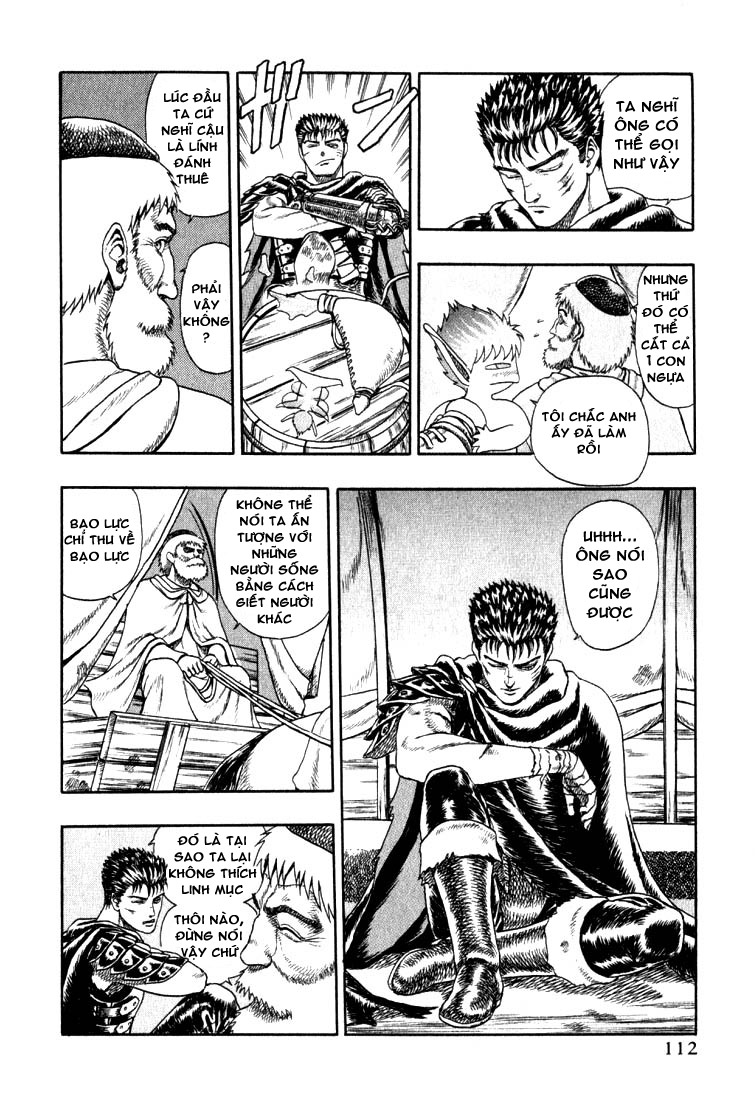 TA NGHĨ
ÔNG CÓ
THỂ GỌI
NHƯ VẬY
NHƯNG
THỨ
ĐÓ CÓ
THỂ
CẮT CẢ
1 CON
NGỰA
TÔI CHẮC ANH
ẤY ĐÃ LÀM
RỒI
ガギーン
LÚC ĐẦU
TA CỨ
NGHĨ CẬU
LÀ LÍNH
ĐÁNH
THUÊ
PHẢI
VẬY
KHÔNG
?
UHHH...
ÔNG NÓI
SAO
CŨNG
ĐƯỢC
KHÔNG THỂ
NÓI TA ẤN
TƯỢNG VỚI
NHỮNG
NGƯỜI SỐNG
BẰNG CÁCH
GIẾT NGƯỜI
KHÁC
BẠO LỰC
CHỈ THU VỀ
BẠO LỰC
ĐÓ LÀ TẠI
SAO TA LẠI
KHÔNG THÍCH
LINH MỤC
THÔI NÀO,
ĐỪNG NÓI
VẬY CHỨ
112